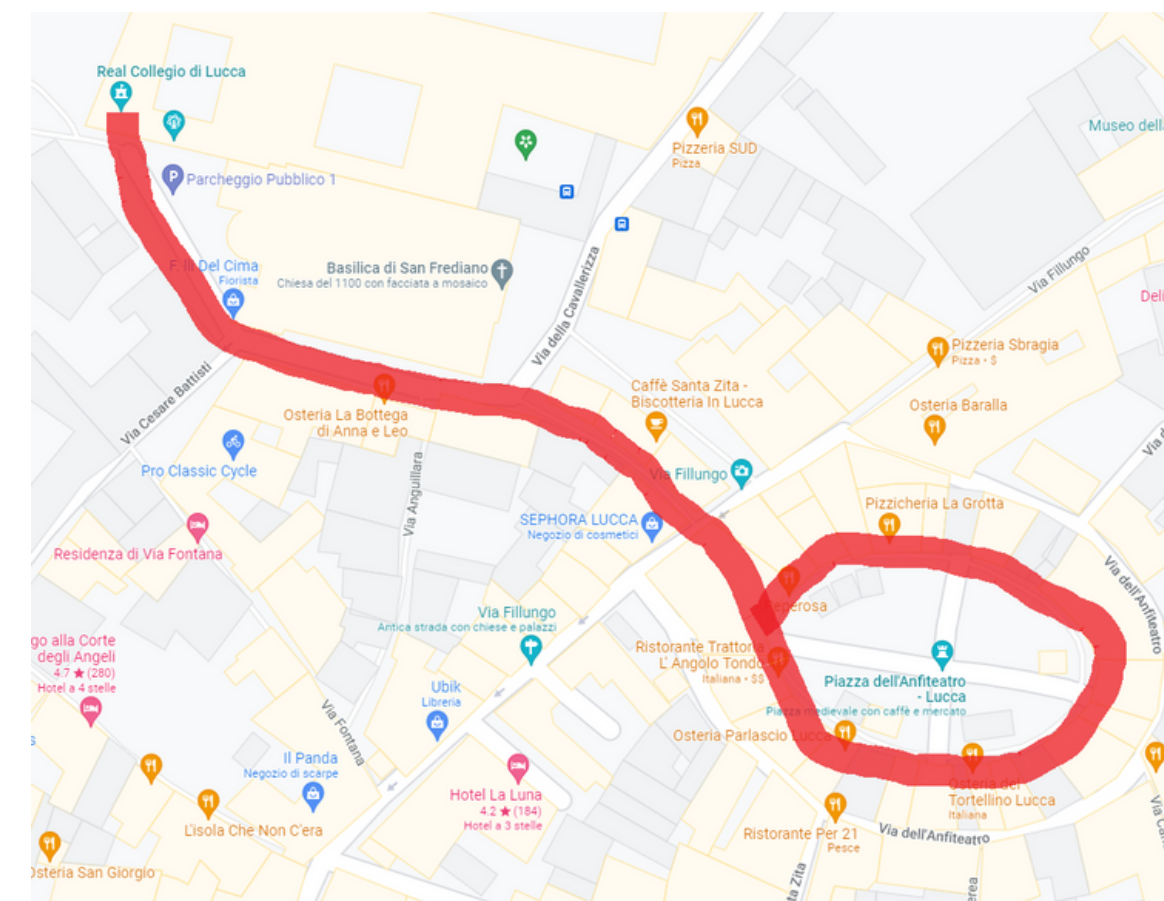 Real Collegio di Lucca
Pizzeria SUD
Pizza
Museo dell
P
Parcheggio Pubblico 1
F.lli Del Cima
Fiorista
Basilica di San Frediano
Chiesa del 1100 con facciata a mosaico
Via della Cavallerizza
Via Fillungo
Deli
Pizzeria Sbragia
Pizza • $
Via Cesare Battisti
Osteria La Bottega
di Anna e Leo
Caffè Santa Zita -
Biscotteria In Lucca
Osteria Baralla
Via d
Pro Classic Cycle
Via Anguillara
Via Fillungo
Pizzicheria La Grotta
SEPHORA LUCCA
Negozio di cosmetici
Residenza di Via Fontana
Via dell'Anfiteatro
Via Fillungo
Antica strada con chiese e palazzi
go alla Corte
degli Angeli
4.7 ★ (280)
Hotel a 4 stelle
Ristorante Trattoria
L' Angolo Tondo
Italiana • $$
Piazza dell'Anfiteatro
- Lucca
Piazza medievale con caffè e mercato
Ubik
Libreria
Via Fontana
Osteria Parlascio Lucca
s
Il Panda
Negozio di scarpe
Hotel La Luna
4.2 ★ (184)
Hotel a 3 stelle
Osteria del
Tortellino Lucca
Italiana
L'isola Che Non C'era
Ristorante Per 21
Pesce
Via dell'Anfiteatro
Osteria San Giorgio
Zita